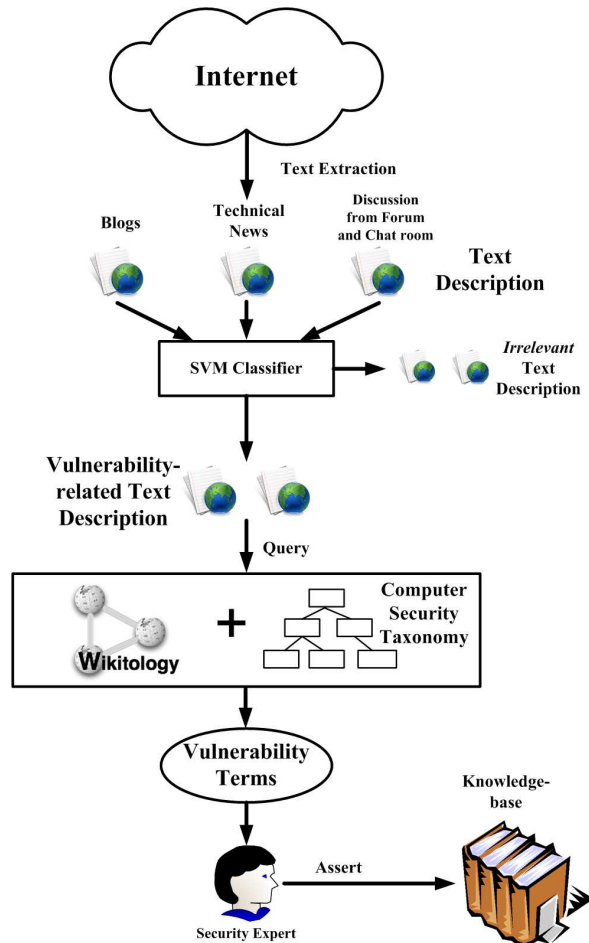 Internet
Text Extraction
Blogs
Technical
News
Discussion
from Forum
and Chat room
Text
Description
SVM Classifier
Irrelevant
Text
Description
Vulnerability-
related Text
Description
Query
Wikitology
+
Computer
Security
Taxonomy
Vulnerability
Terms
Knowledge-
base
Assert
Security Expert